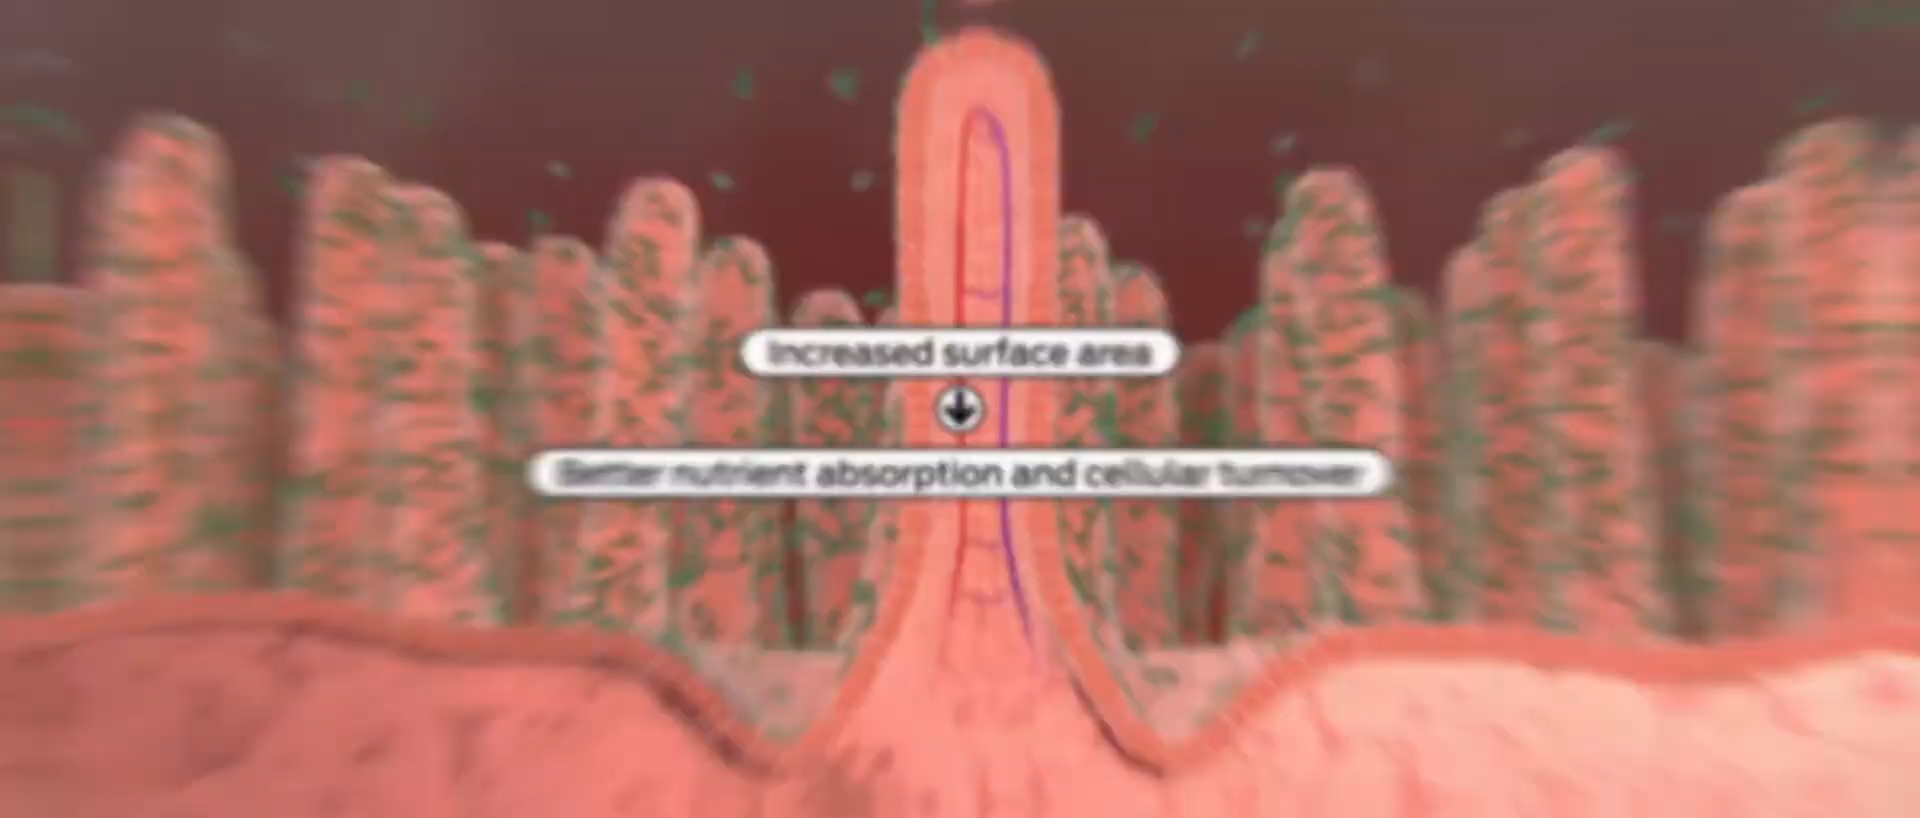 Increased surface area
Better nutrient absorption and cellular turnover